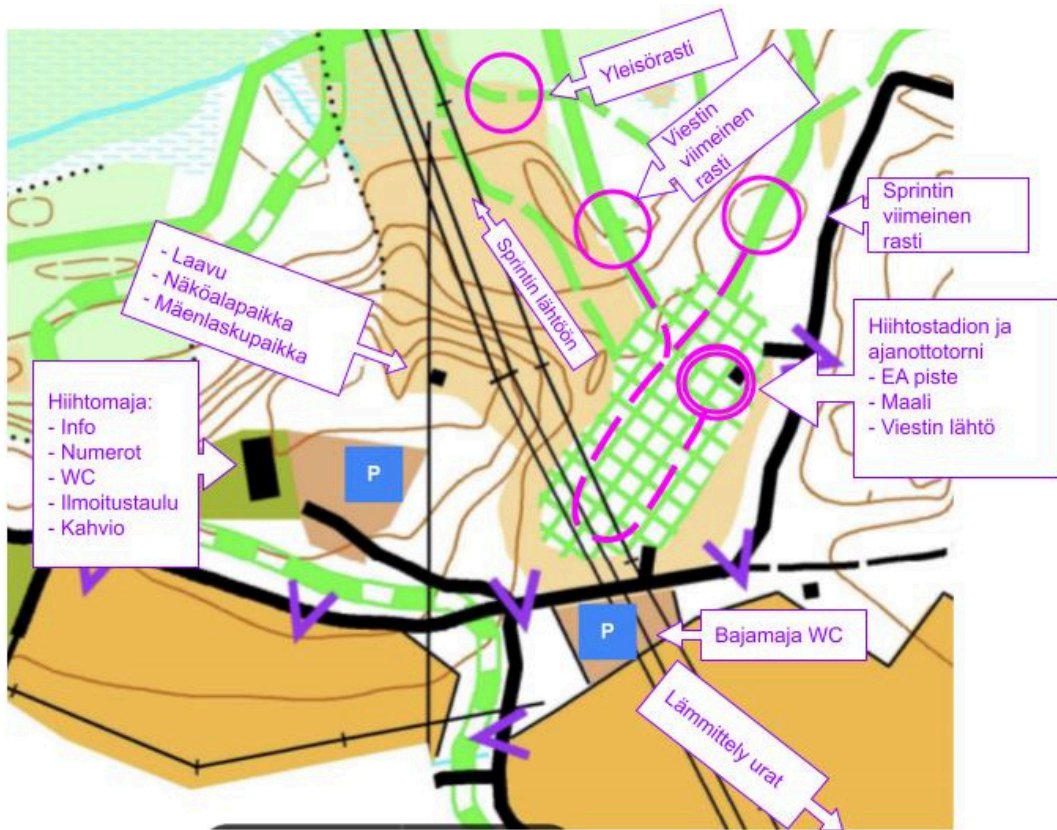 Yleisörasti
Viestin
viimeinen
rasti
Sprintin
viimeinen
rasti
- Laavu
- Näköalapaikka
- Mäenlaskupaikka
Sprintin lähtöön
Hiihtostadion ja
ajanottotorni
- EA piste
- Maali
- Viestin lähtö
Hiihtomaja:
- Info
- Numerot
- WC
- Ilmoitustaulu
- Kahvio
P
P
Bajamaja WC
Lämmittely urat